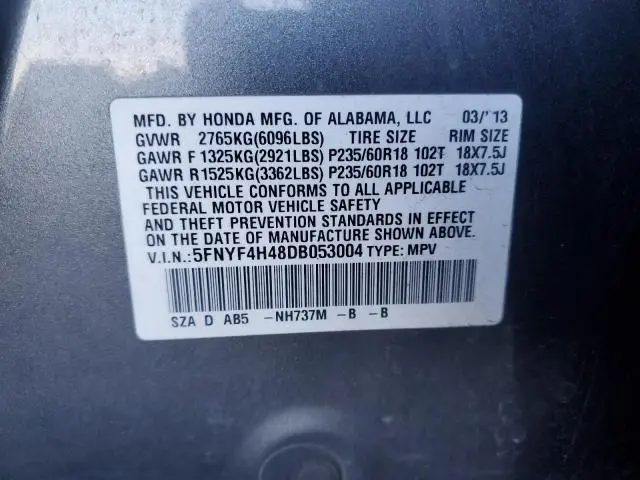 MFD. BY HONDA MFG. OF ALABAMA, LLC 03/'13
GVWR 2765KG(6096LBS) TIRE SIZE RIM SIZE
GAWR F 1325KG(2921LBS) P235/60R18 102T 18X7.5J
GAWR R1525KG(3362LBS) P235/60R18 102T 18X7.5J
THIS VEHICLE CONFORMS TO ALL APPLICABLE
FEDERAL MOTOR VEHICLE SAFETY
AND THEFT PREVENTION STANDARDS IN EFFECT
ON THE DATE OF MANUFACTURE SHOWN ABOVE.
V.I.N.:5FNYF4H48DB053004 TYPE: MPV
SZA D AB5 -NH737M -B -B